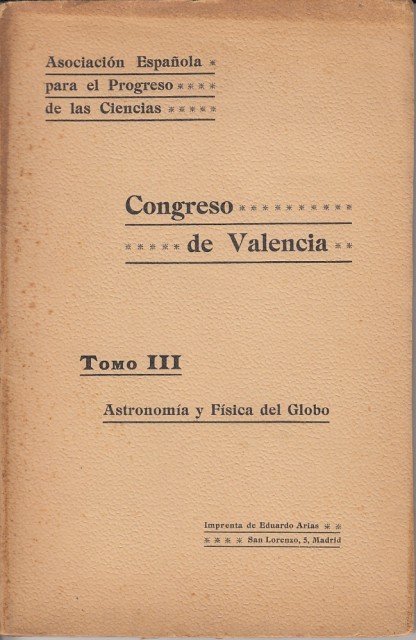 Asociación Española *
para el Progreso * * * *
de las Ciencias * * * * *
Congreso * * * * * * * * * *
* * * * * de Valencia * *
Tomo III
Astronomía y Física del Globo
Imprenta de Eduardo Arias * *
* * * * San Lorenzo, 5, Madrid